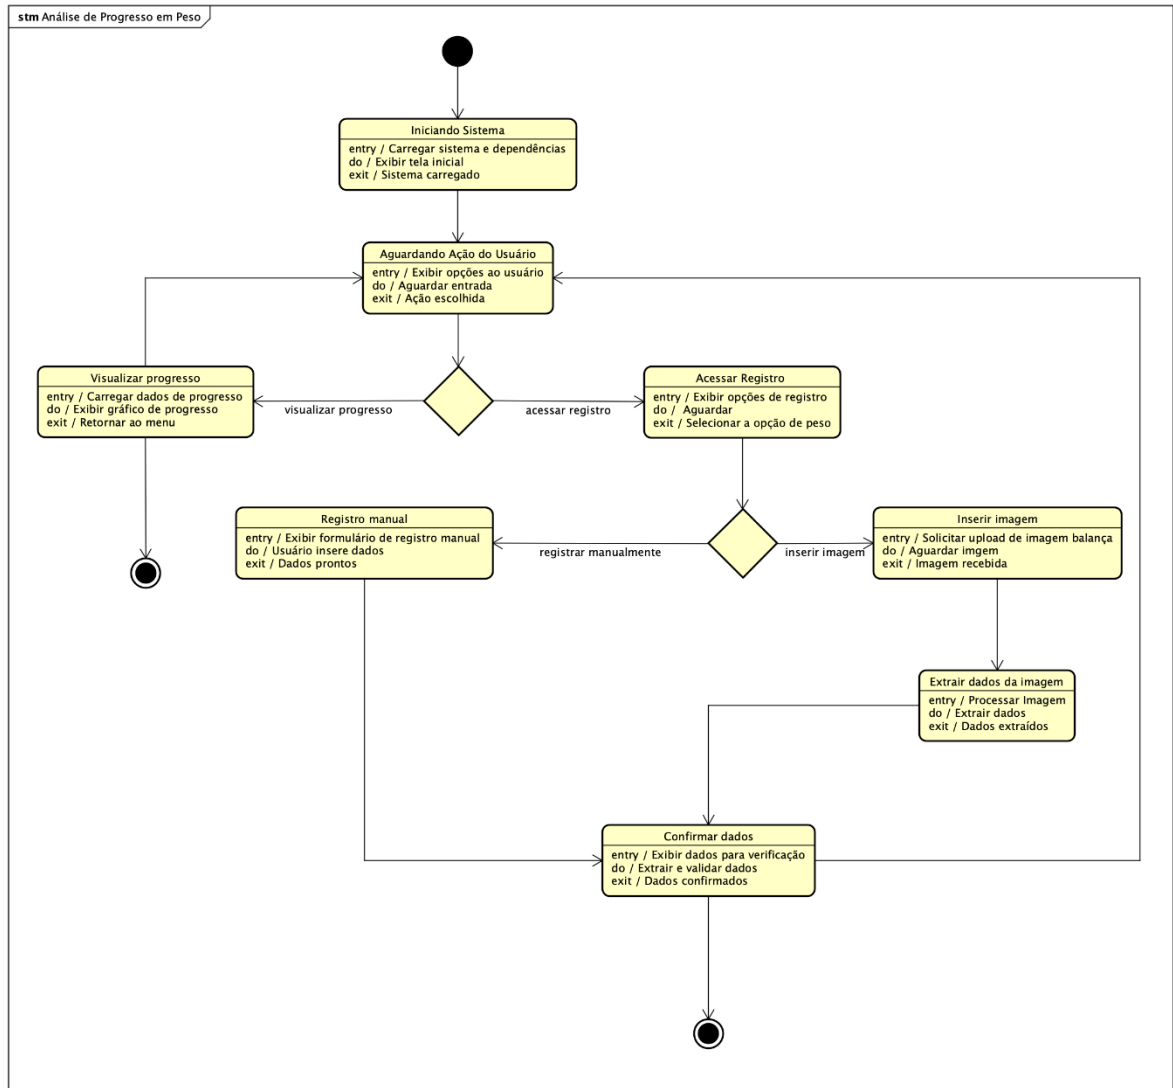 stm Análise de Progresso em Peso
Iniciando Sistema
entry / Carregar sistema e dependências
do / Exibir tela inicial
exit / Sistema carregado
Aguardando Ação do Usuário
entry / Exibir opções ao usuário
do / Aguardar entrada
exit / Ação escolhida
Visualizar progresso
entry / Carregar dados de progresso
do / Exibir gráfico de progresso
exit / Retornar ao menu
visualizar progresso
acessar registro
Acessar Registro
entry / Exibir opções de registro
do /  Aguardar
exit / Selecionar a opção de peso
Registro manual
entry / Exibir formulário de registro manual
do / Usuário insere dados
exit / Dados prontos
registrar manualmente
inserir imagem
Inserir imagem
entry / Solicitar upload de imagem balança
do / Aguardar imgem
exit / Imagem recebida
Extrair dados da imagem
entry / Processar Imagem
do / Extrair dados
exit / Dados extraídos
Confirmar dados
entry / Exibir dados para verificação
do / Extrair e validar dados
exit / Dados confirmados